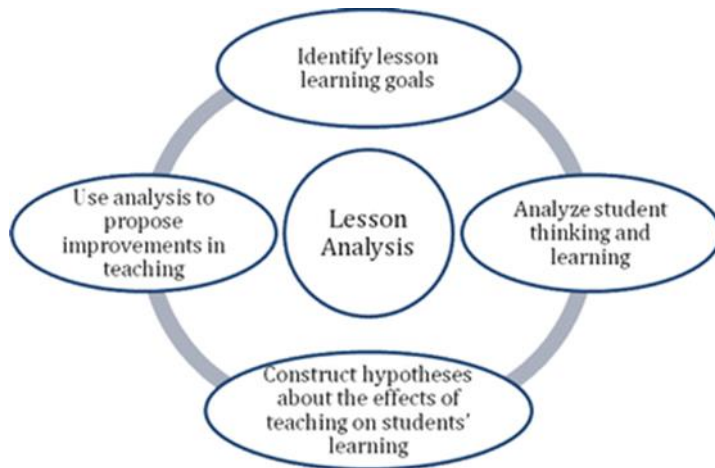 Identify lesson
learning goals
Use analysis to
propose
improvements in
teaching
Lesson
Analysis
Analyze student
thinking and
learning
Construct hypotheses
about the effects of
teaching on students'
learning